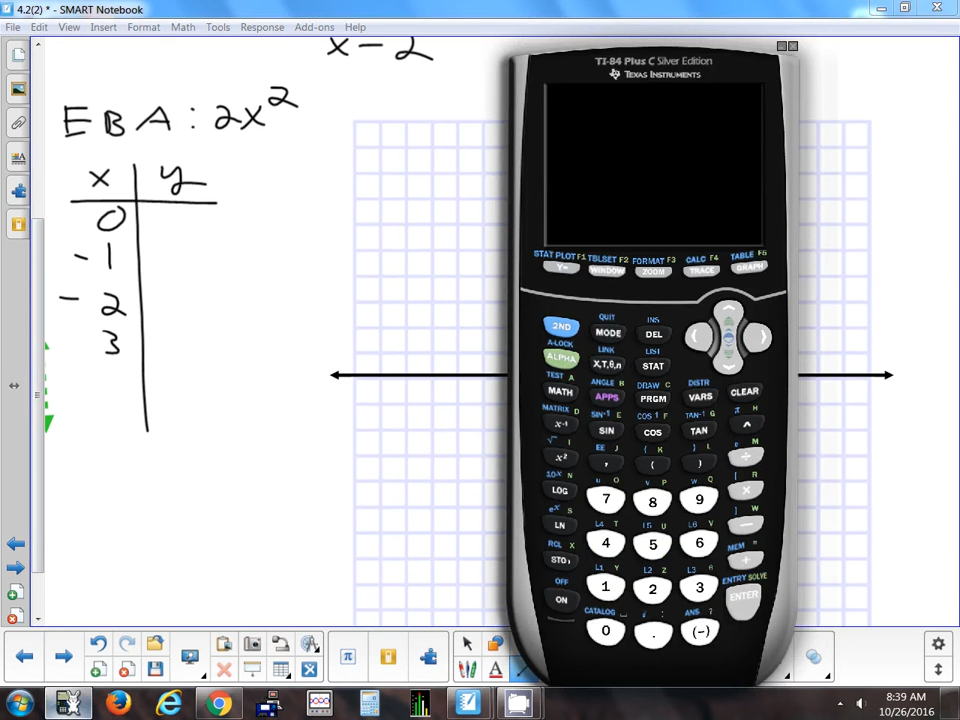 4.2(2) * - SMART Notebook
File Edit View Insert Format Math Tools Response Add-ons Help
x - 2
EBA: 2x²
x y
0
-1
-2
3
TI-84 Plus C Silver Edition
TEXAS INSTRUMENTS
STAT PLOT F1 TBLSET F2 FORMAT F3 CALC F4 TABLE F5
Y= WINDOW ZOOM TRACE GRAPH
QUIT INS
2ND MODE DEL
A-LOCK LINK LIST
ALPHA X,T,θ,n STAT
TEST A ANGLE B DRAW C DISTR
MATH APPS PRGM VARS CLEAR
MATRIX D SIN⁻¹ E COS⁻¹ F TAN⁻¹ G π H
x⁻¹ SIN COS TAN ^
√ I EE J { K } L e M
x² , ( ) ÷
10ˣ N u O v P w Q [ R
LOG 7 8 9 ×
eˣ S L4 T L5 U L6 V ] W
LN 4 5 6 −
RCL X L1 Y L2 Z L3 θ MEM "
STO› 1 2 3 +
OFF CATALOG i : ANS ? ENTRY SOLVE
ON 0 . (-) ENTER
π
A
8:39 AM
10/26/2016